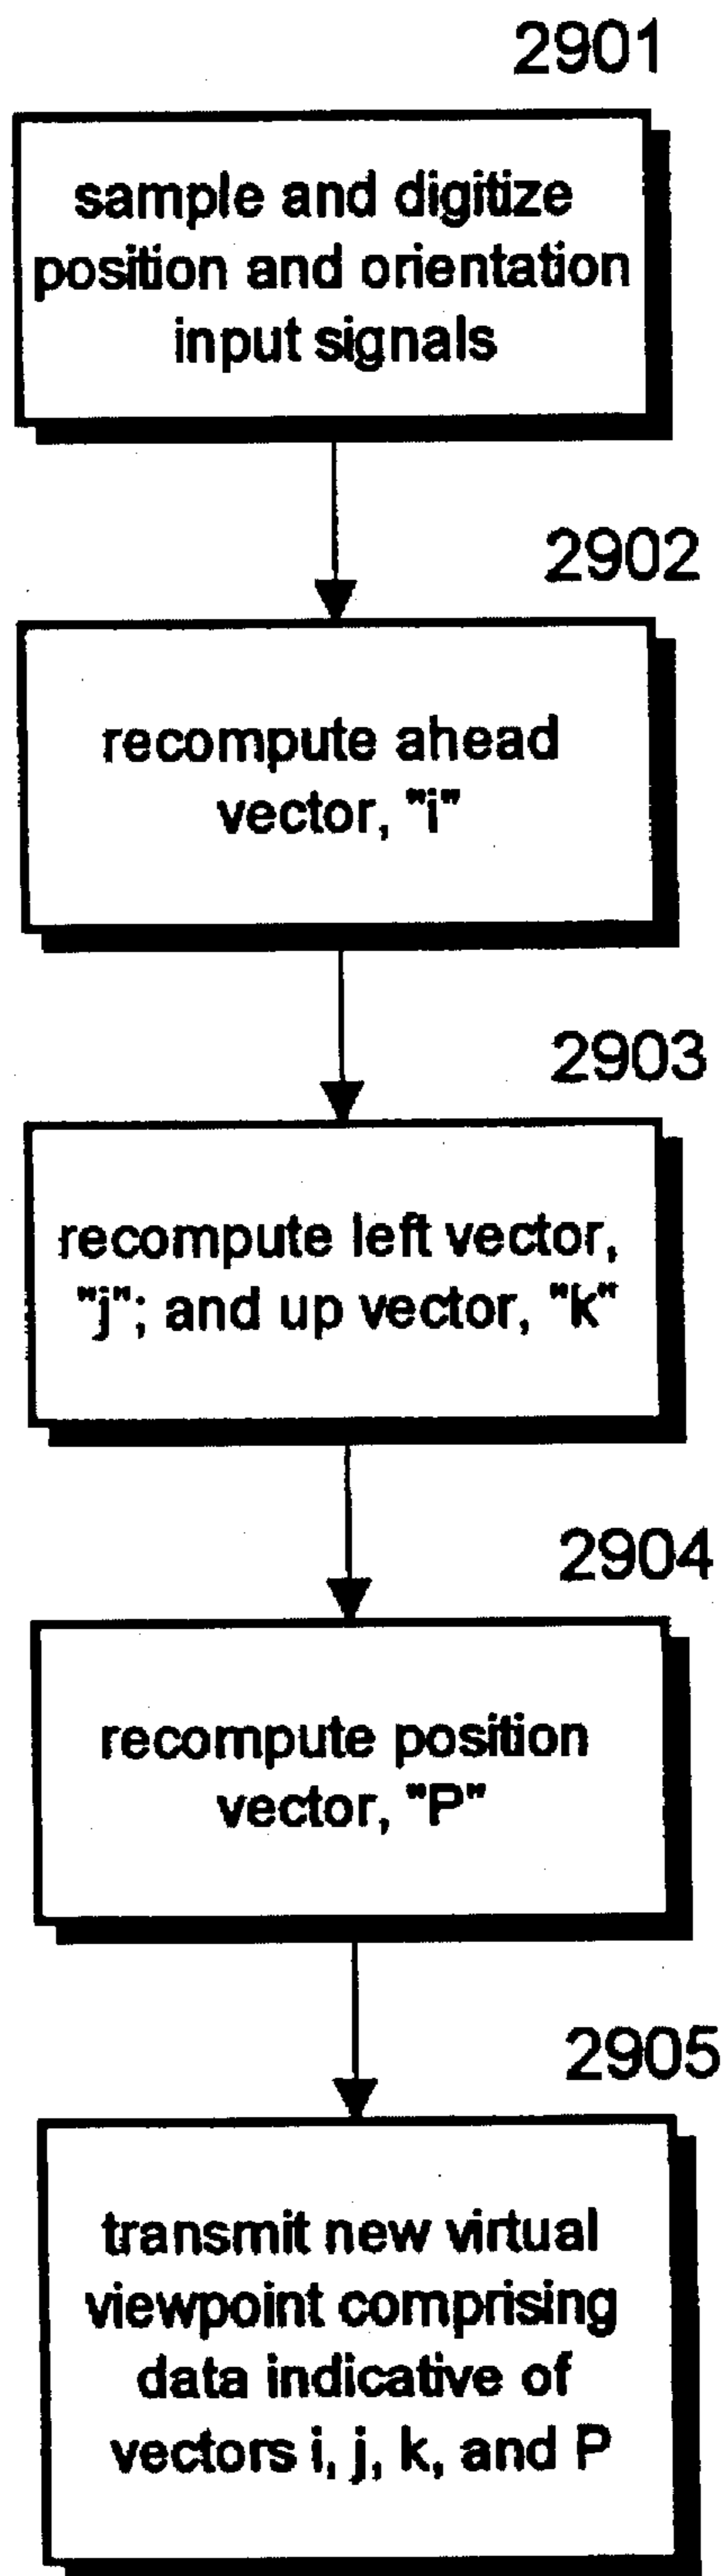 2901
sample and digitize
position and orientation
input signals
2902
recompute ahead
vector, "i"
2903
recompute left vector,
"j"; and up vector, "k"
2904
recompute position
vector, "P"
2905
transmit new virtual
viewpoint comprising
data indicative of
vectors i, j, k, and P